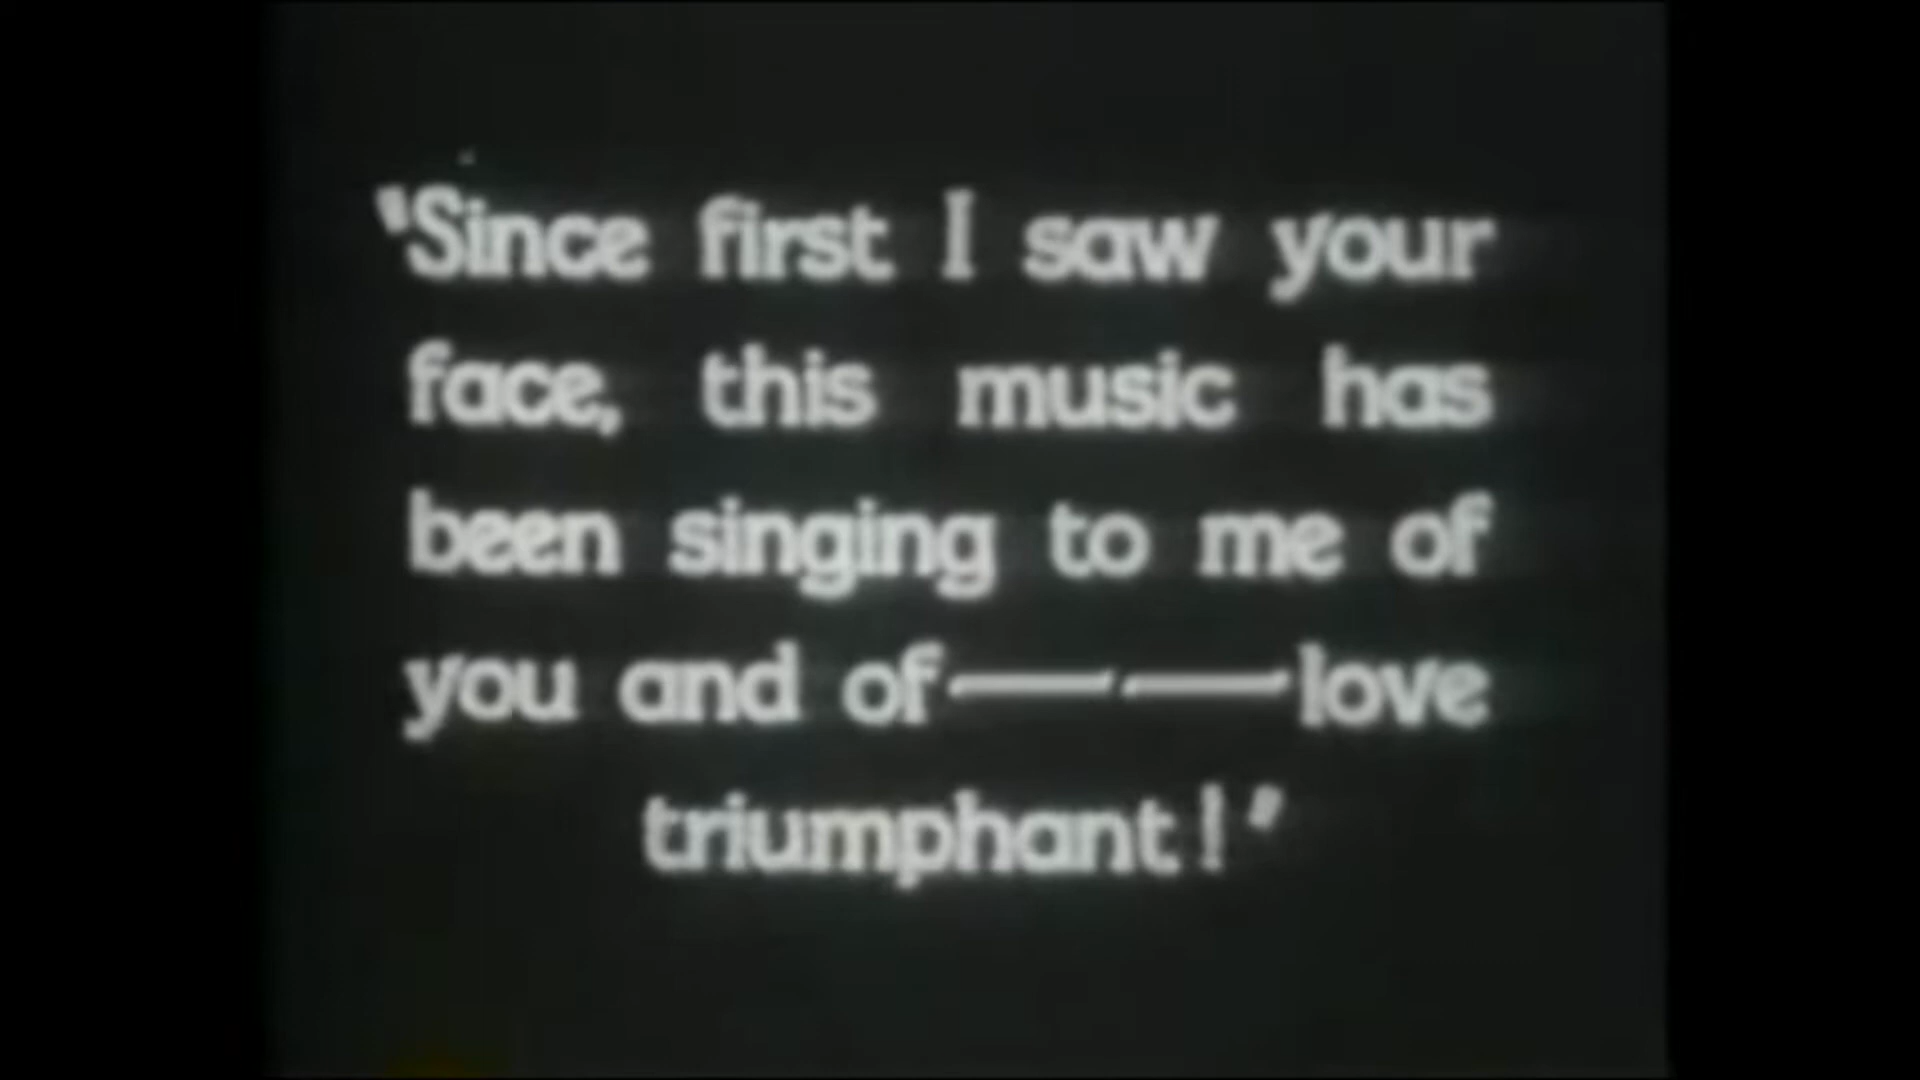 "Since first I saw your
face, this music has
been singing to me of
you and of——love
triumphant!"